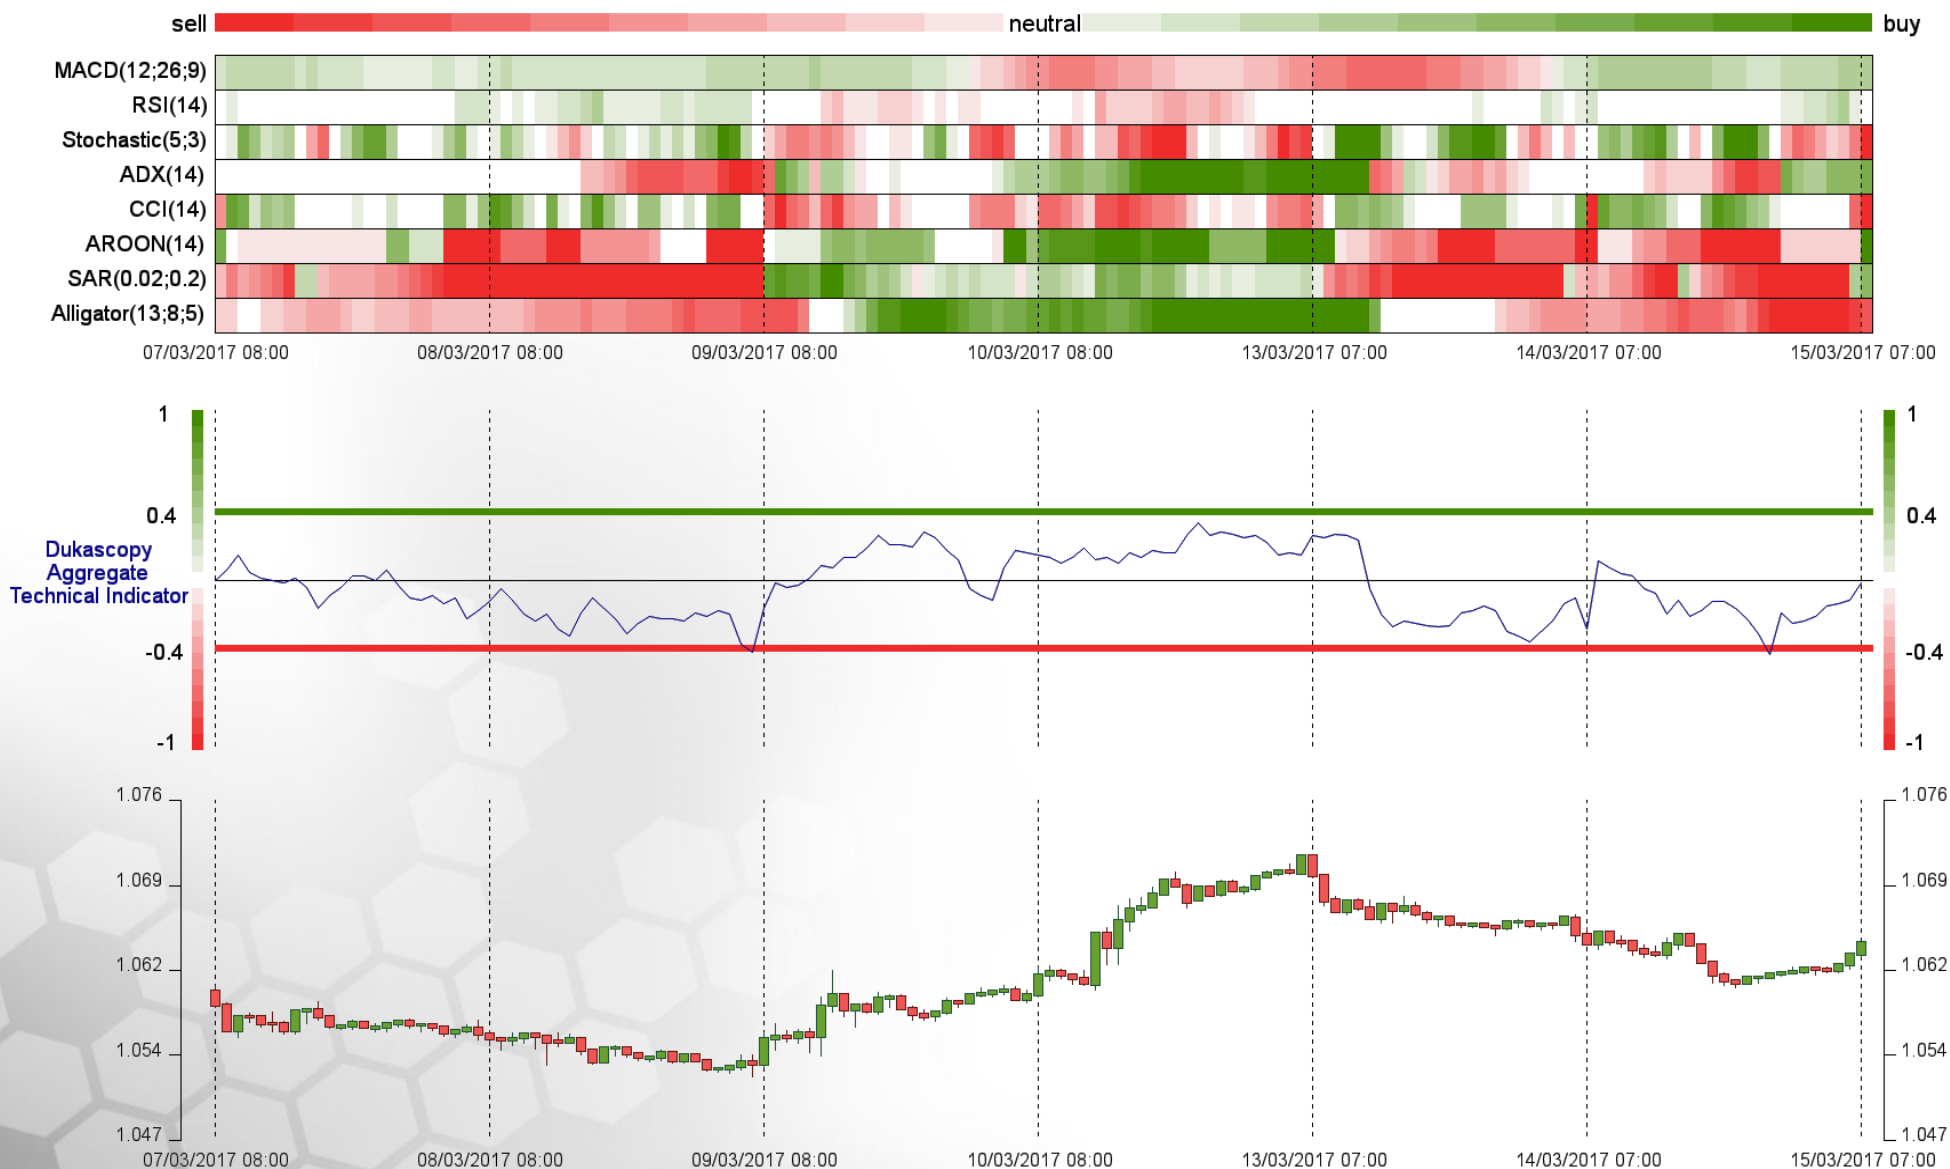 sell neutral buy
MACD(12;26;9)
RSI(14)
Stochastic(5;3)
ADX(14)
CCI(14)
AROON(14)
SAR(0.02;0.2)
Alligator(13;8;5)
07/03/2017 08:00 08/03/2017 08:00 09/03/2017 08:00 10/03/2017 08:00 13/03/2017 07:00 14/03/2017 07:00 15/03/2017 07:00
1 1
0.4 0.4
Dukascopy
Aggregate
Technical Indicator
-0.4 -0.4
-1 -1
1.076 1.076
1.069 1.069
1.062 1.062
1.054 1.054
1.047 1.047
07/03/2017 08:00 08/03/2017 08:00 09/03/2017 08:00 10/03/2017 08:00 13/03/2017 07:00 14/03/2017 07:00 15/03/2017 07:00